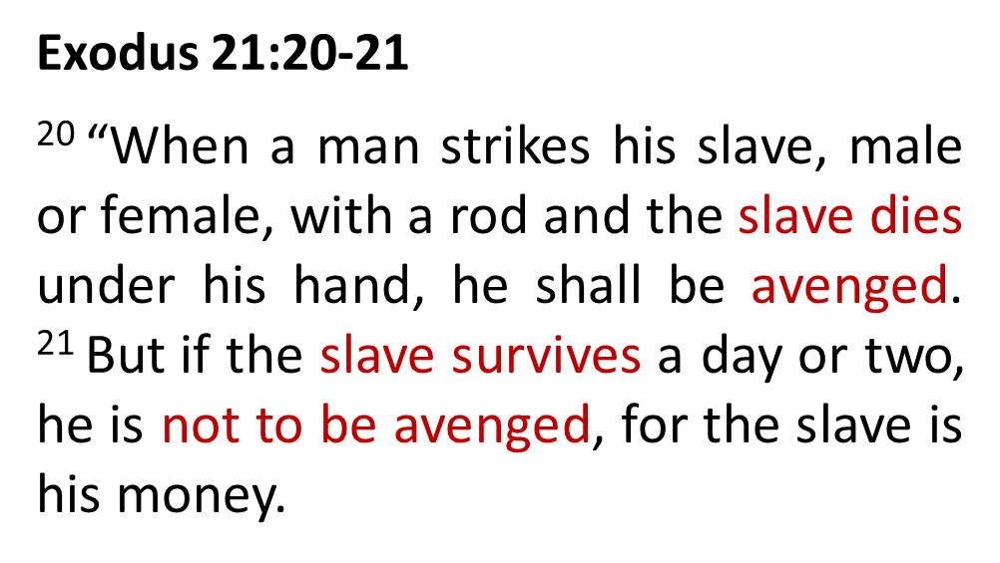 Exodus 21:20-21
20 “When a man strikes his slave, male
or female, with a rod and the slave dies
under his hand, he shall be avenged.
21 But if the slave survives a day or two,
he is not to be avenged, for the slave is
his money.